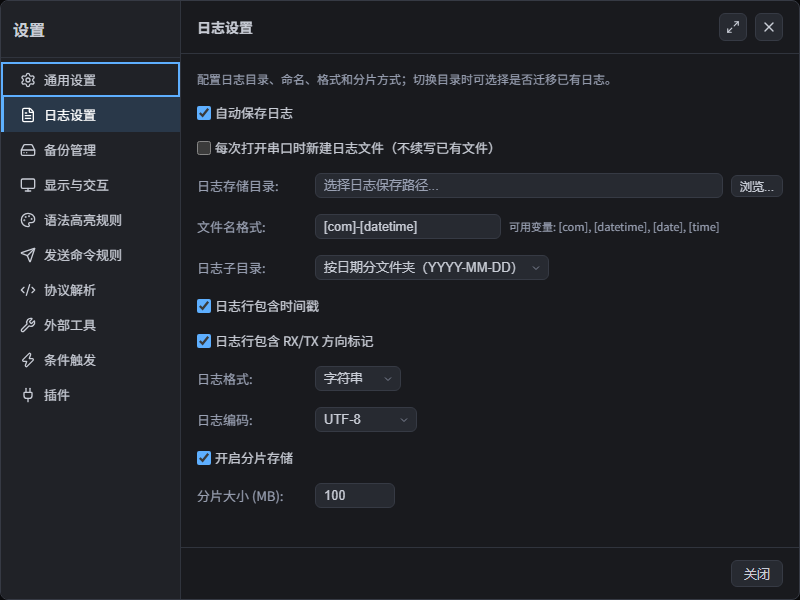 设置
日志设置
通用设置
日志设置
备份管理
显示与交互
语法高亮规则
发送命令规则
协议解析
外部工具
条件触发
插件
配置日志目录、命名、格式和分片方式；切换目录时可选择是否迁移已有日志。
自动保存日志
每次打开串口时新建日志文件（不续写已有文件）
日志存储目录: 选择日志保存路径... 浏览...
文件名格式: [com]-[datetime] 可用变量: [com], [datetime], [date], [time]
日志子目录: 按日期分文件夹（YYYY-MM-DD）
日志行包含时间戳
日志行包含 RX/TX 方向标记
日志格式: 字符串
日志编码: UTF-8
开启分片存储
分片大小 (MB): 100
关闭